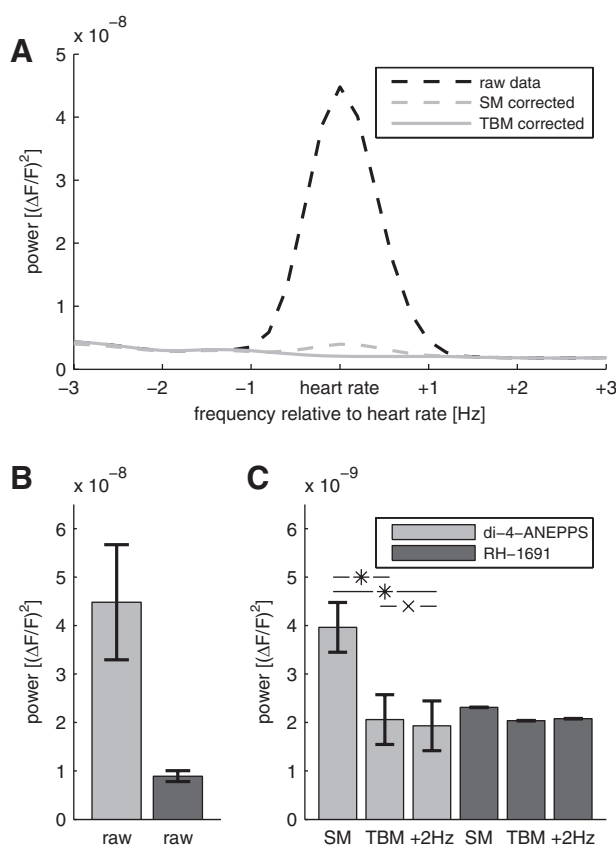 A
x 10−8
5
4
3
2
1
0
power [(ΔF/F)2]
raw data
SM corrected
TBM corrected
−3 −2 −1 heart rate +1 +2 +3
frequency relative to heart rate [Hz]
B
x 10−8
6
5
4
3
2
1
0
power [(ΔF/F)2]
raw raw
C
x 10−9
6
5
4
3
2
1
0
power [(ΔF/F)2]
di−4−ANEPPS
RH−1691
SM TBM +2Hz SM TBM +2Hz